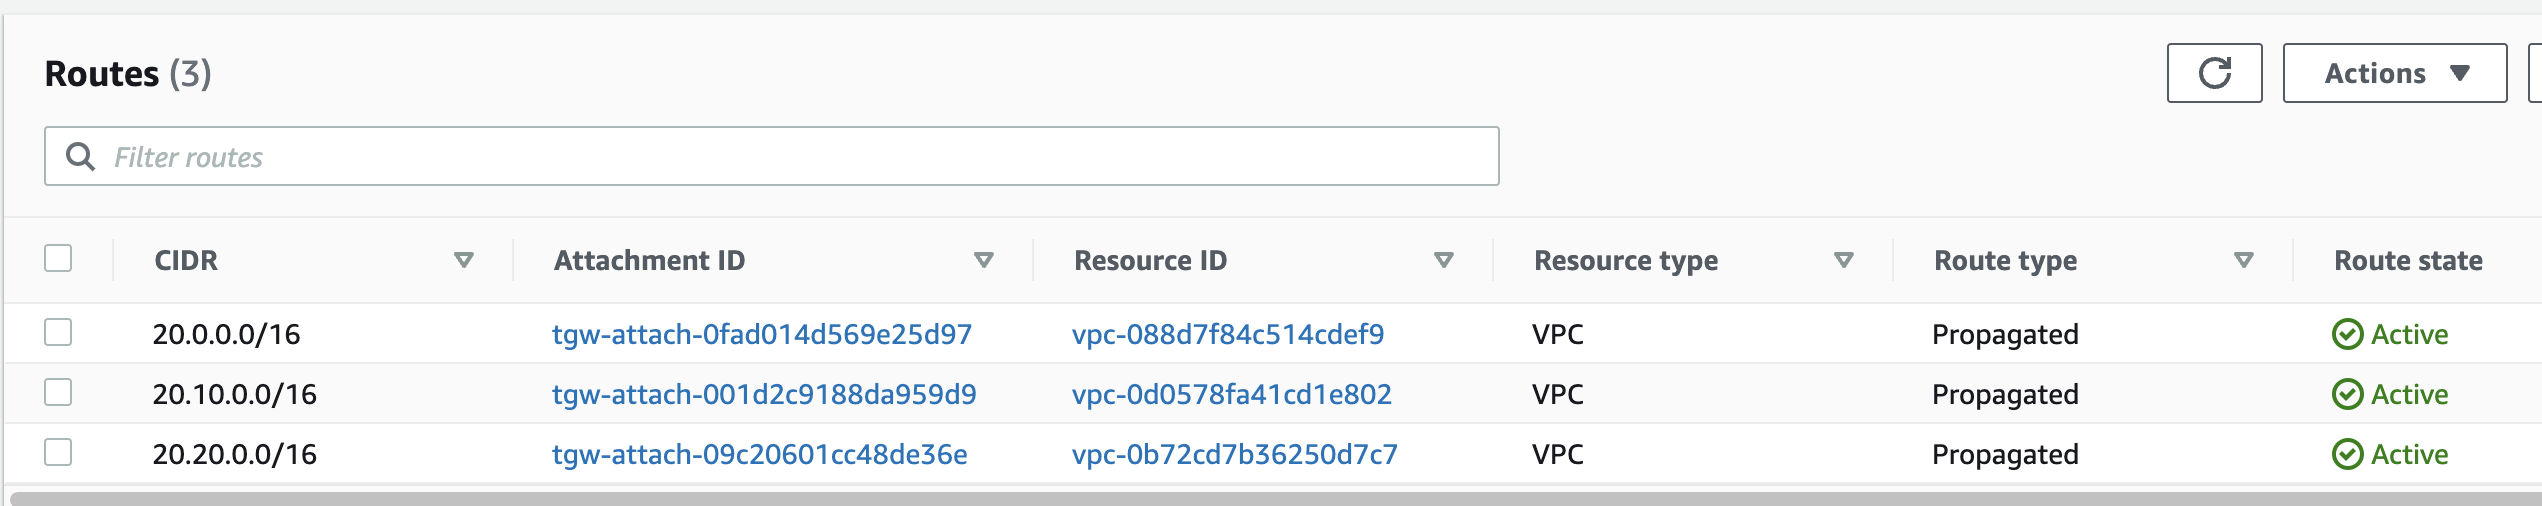 Routes (3)
Actions
Filter routes
CIDR Attachment ID Resource ID Resource type Route type Route state
20.0.0.0/16 tgw-attach-0fad014d569e25d97 vpc-088d7f84c514cdef9 VPC Propagated Active
20.10.0.0/16 tgw-attach-001d2c9188da959d9 vpc-0d0578fa41cd1e802 VPC Propagated Active
20.20.0.0/16 tgw-attach-09c20601cc48de36e vpc-0b72cd7b36250d7c7 VPC Propagated Active